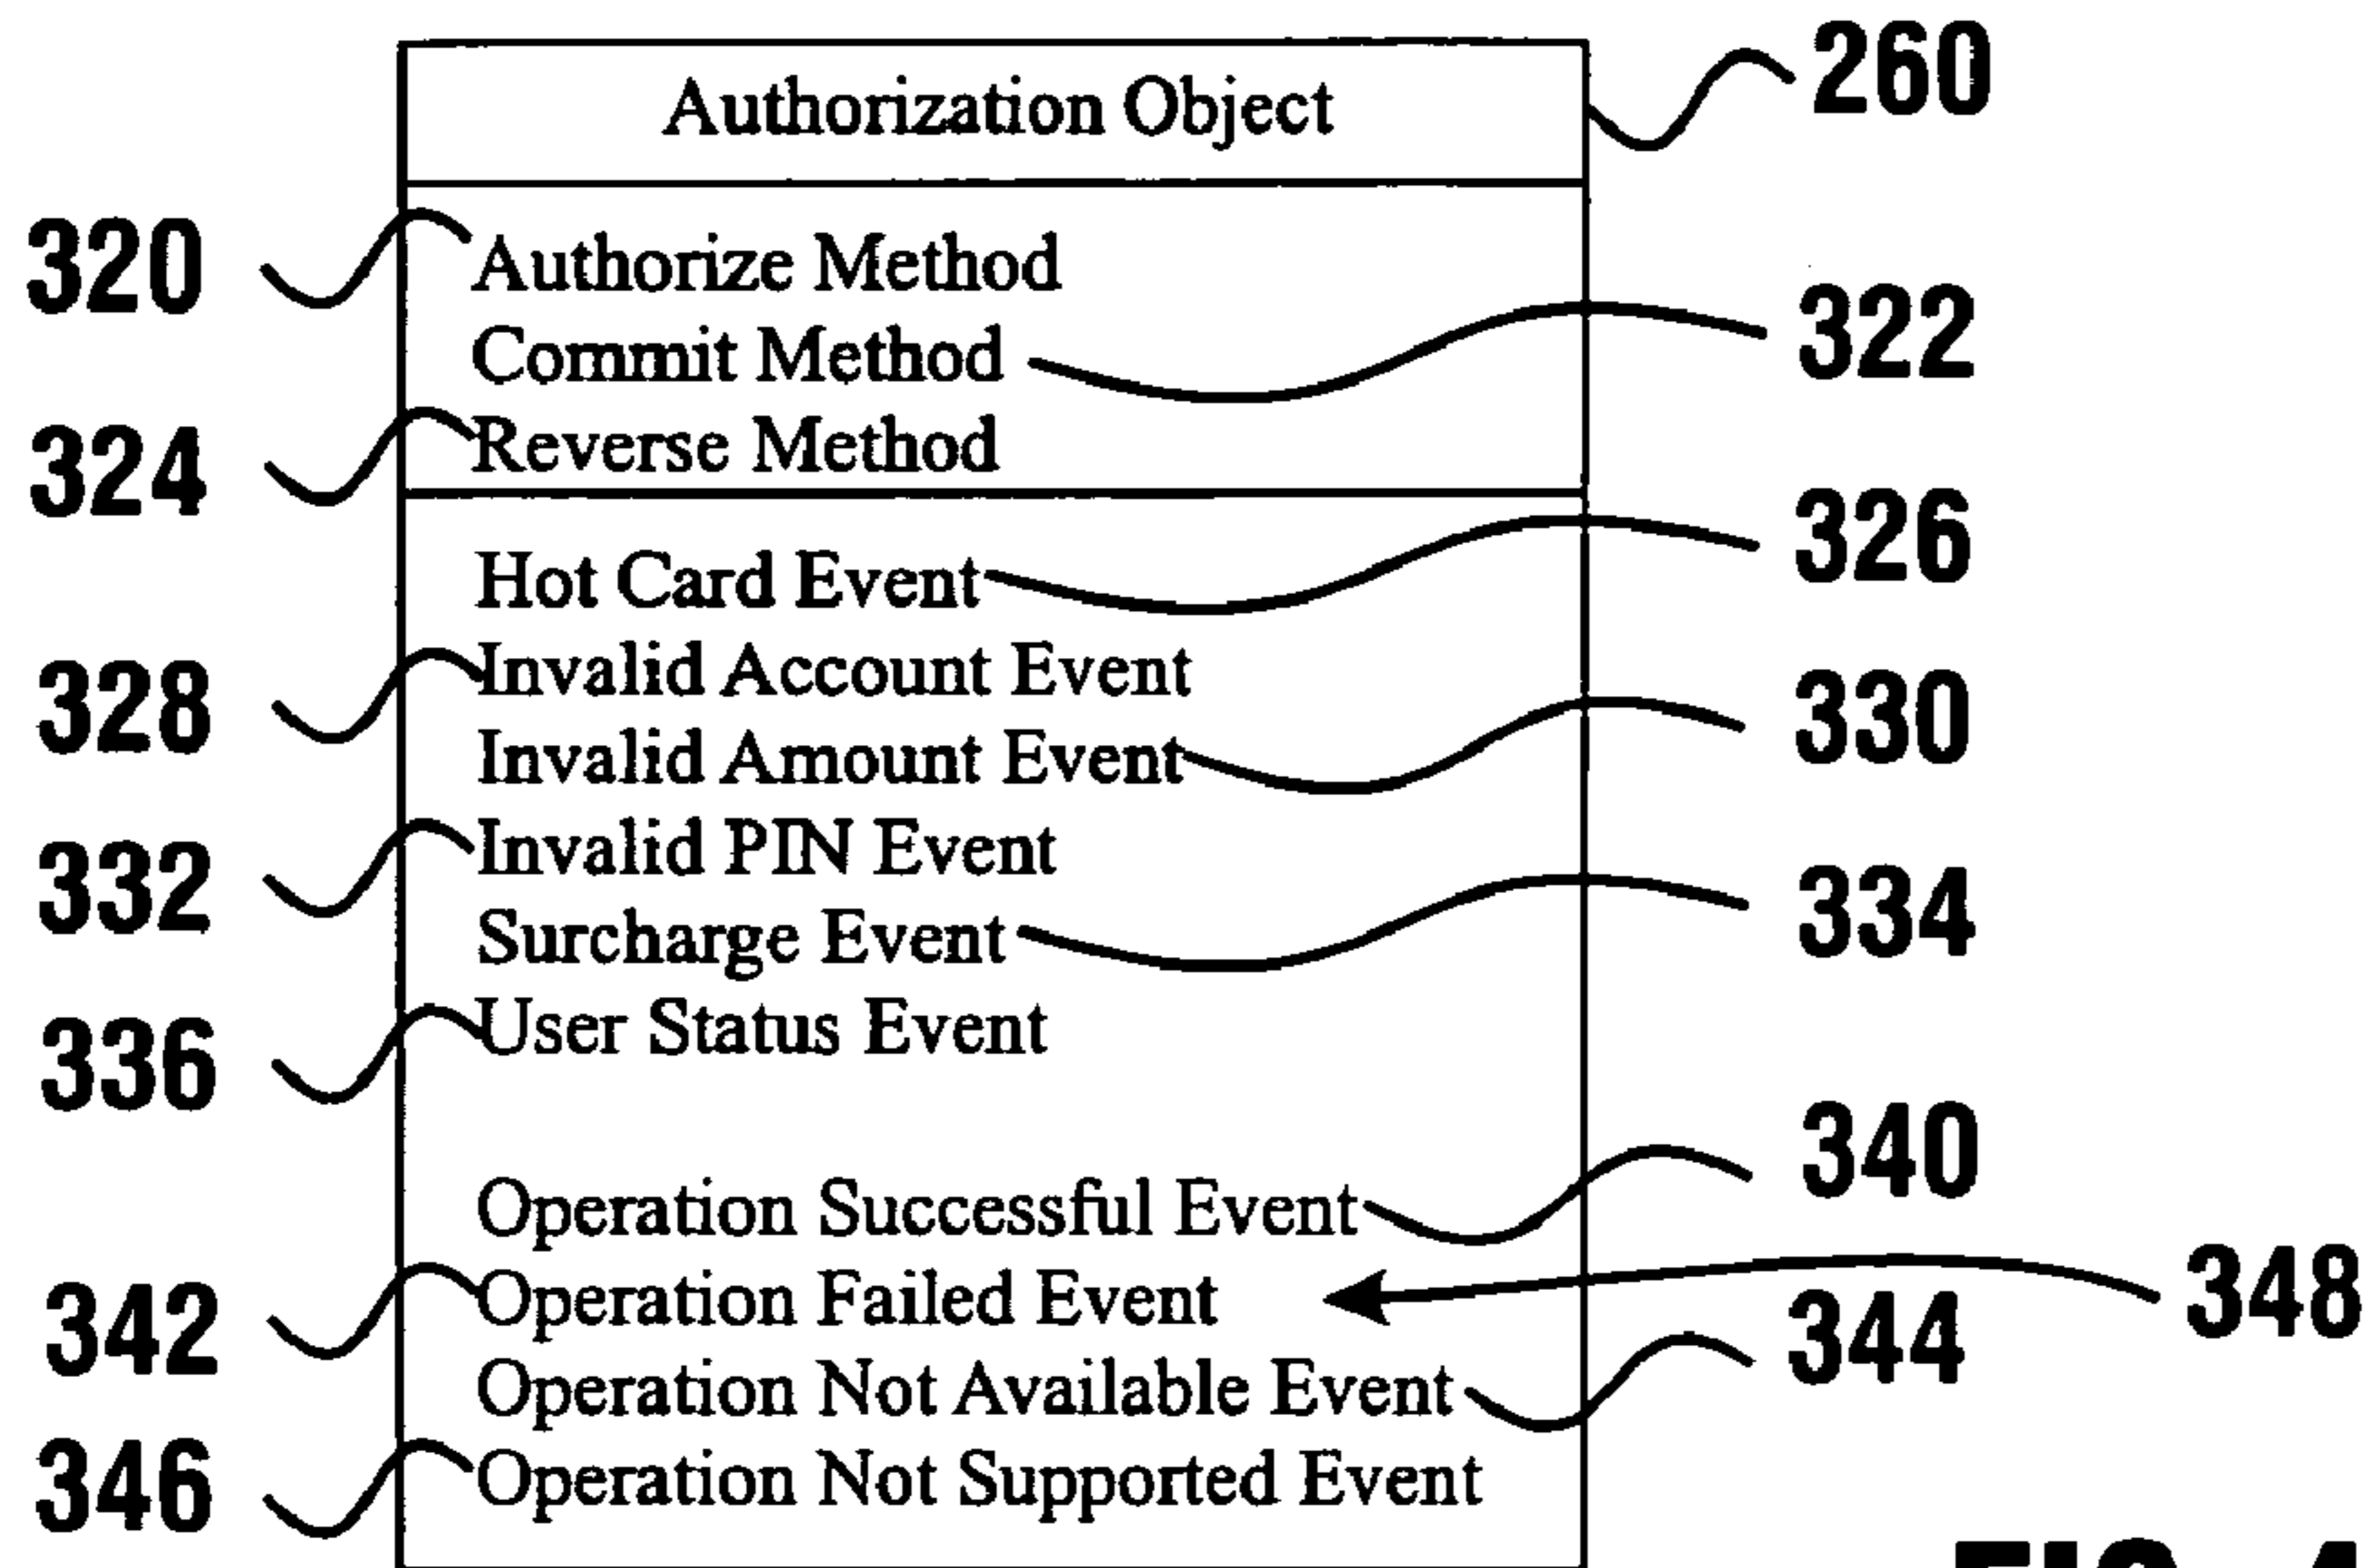 Authorization Object 260
320 Authorize Method
Commit Method 322
324 Reverse Method
Hot Card Event 326
328 Invalid Account Event
Invalid Amount Event 330
332 Invalid PIN Event
Surcharge Event 334
336 User Status Event
Operation Successful Event 340
342 Operation Failed Event 348
Operation Not Available Event 344
346 Operation Not Supported Event